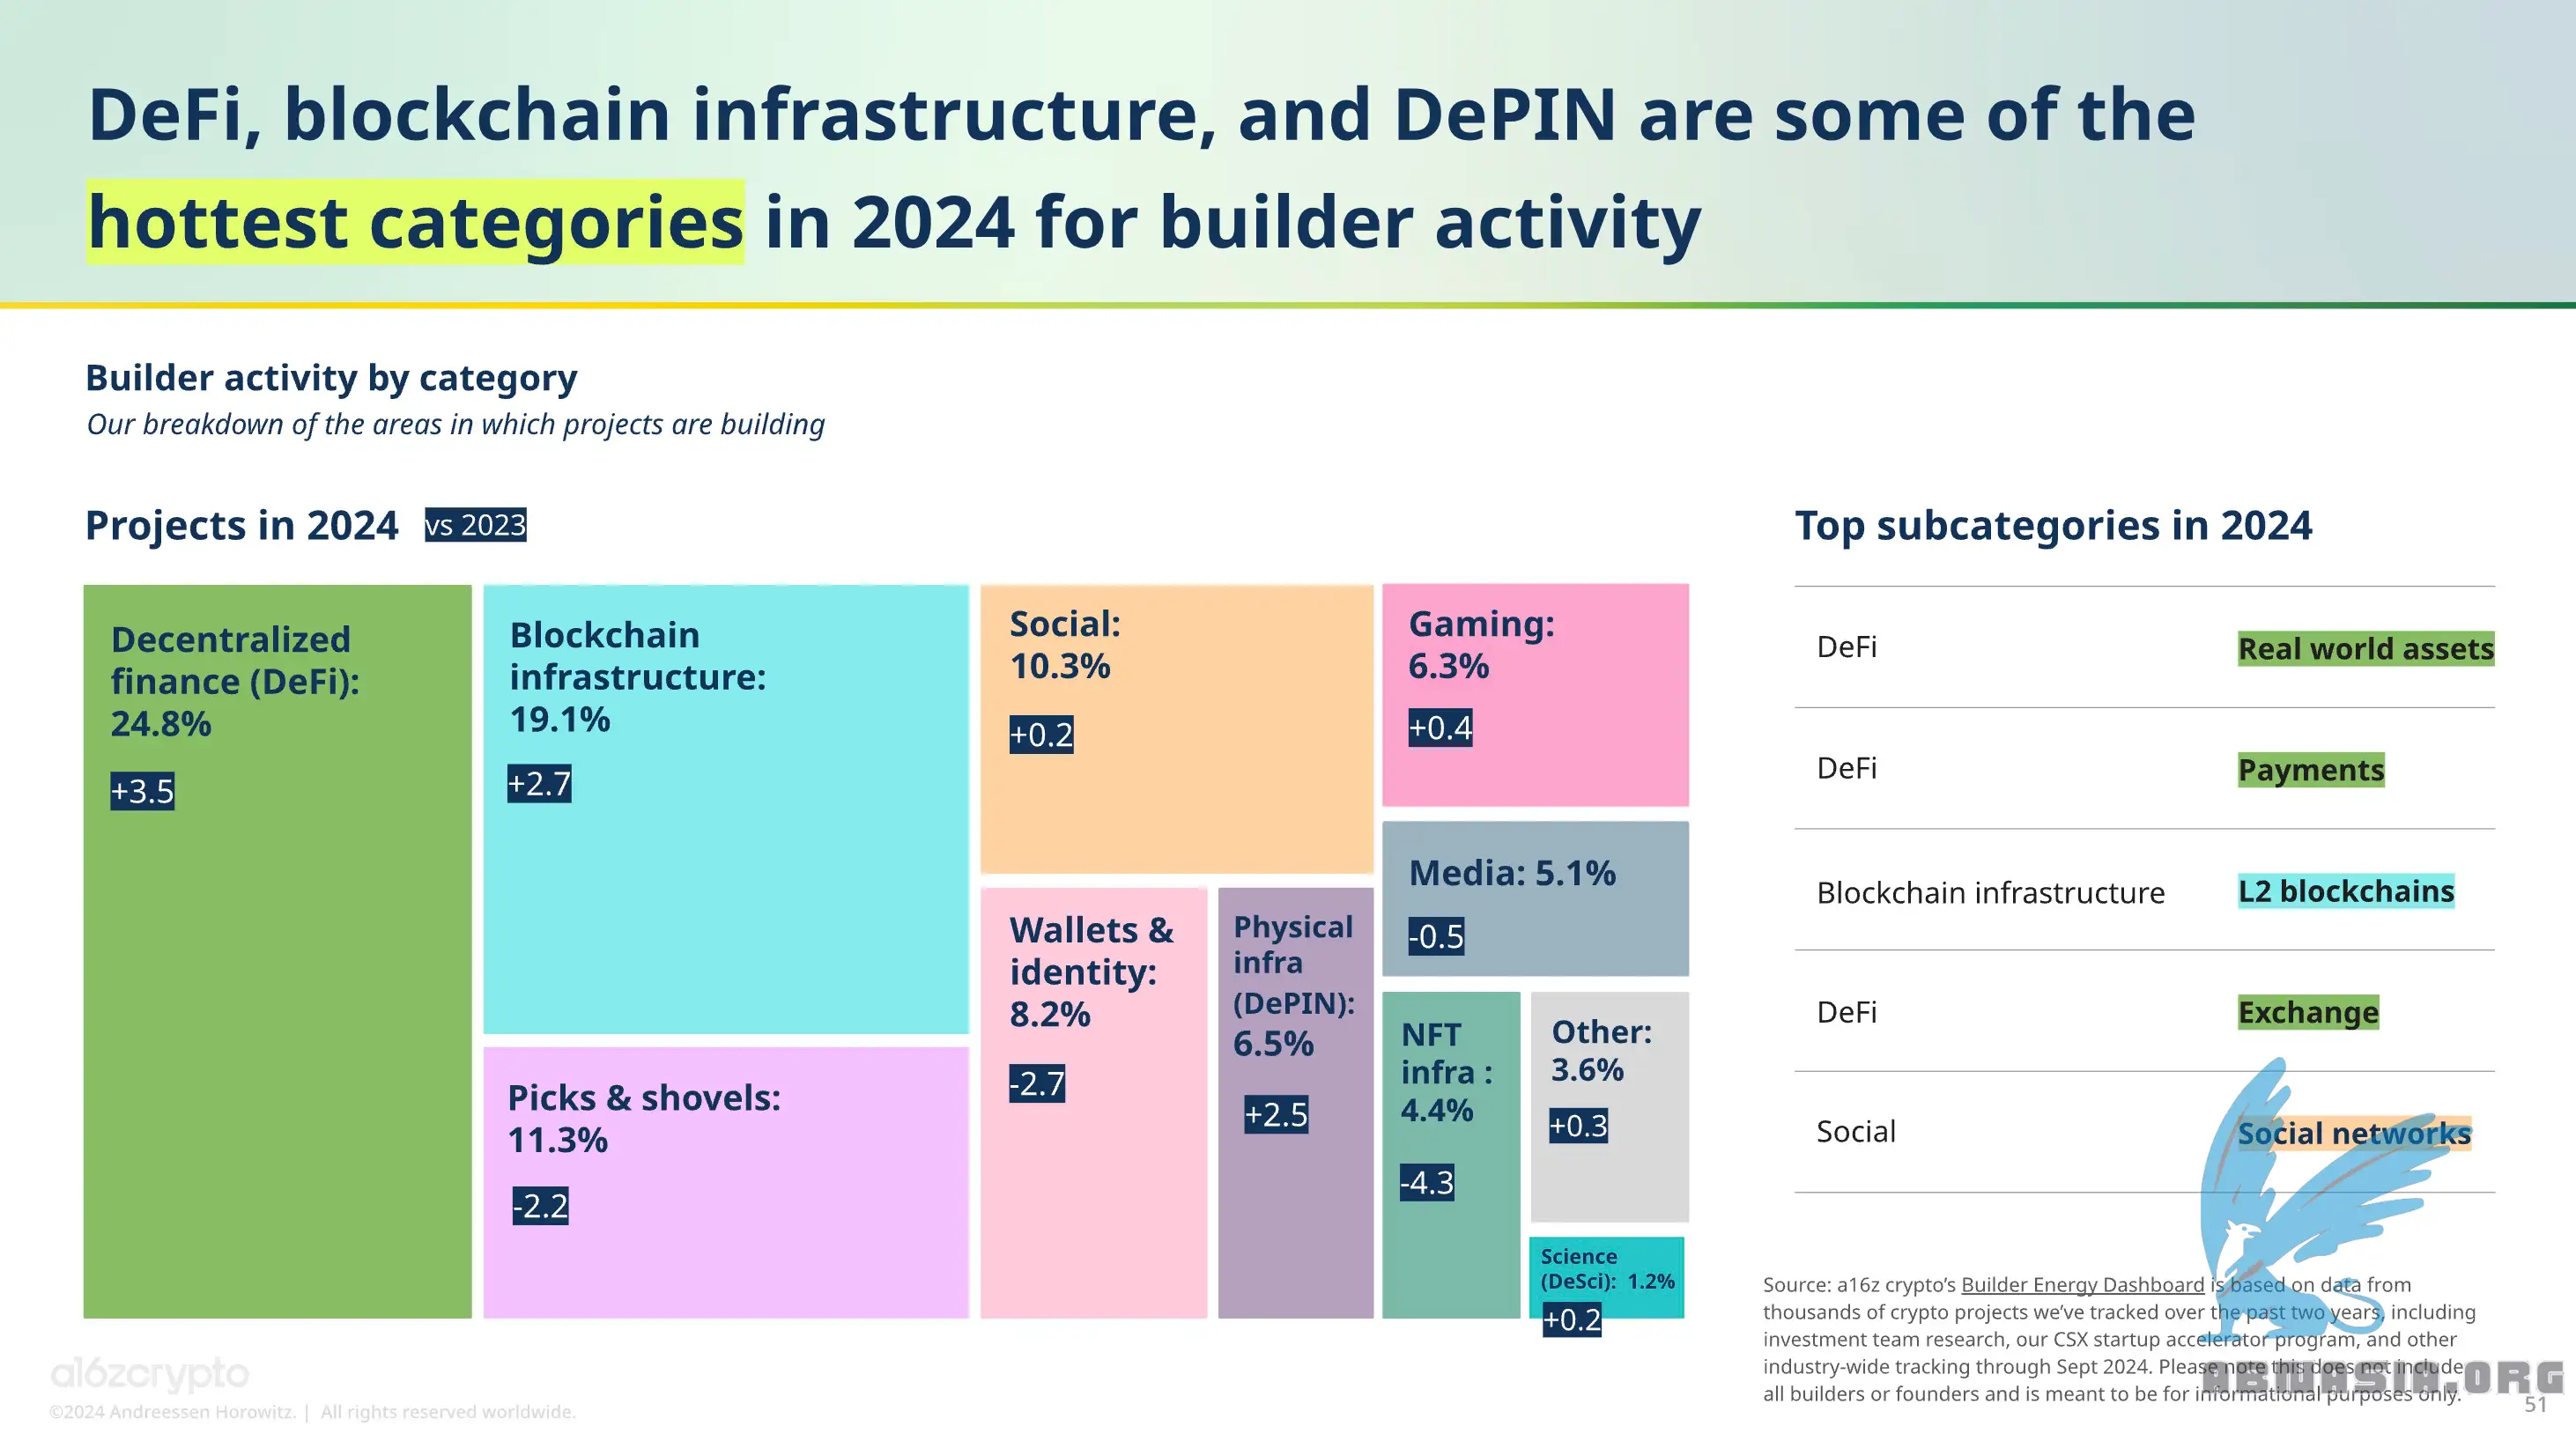 DeFi, blockchain infrastructure, and DePIN are some of the
hottest categories in 2024 for builder activity
Builder activity by category
Our breakdown of the areas in which projects are building
Projects in 2024 vs 2023
Decentralized
finance (DeFi):
24.8%
+3.5
Blockchain
infrastructure:
19.1%
+2.7
Picks & shovels:
11.3%
-2.2
Social:
10.3%
+0.2
Wallets &
identity:
8.2%
-2.7
Physical
infra
(DePIN):
6.5%
+2.5
Gaming:
6.3%
+0.4
Media: 5.1%
-0.5
NFT
infra :
4.4%
-4.3
Other:
3.6%
+0.3
Science
(DeSci): 1.2%
+0.2
Top subcategories in 2024
DeFi Real world assets
DeFi Payments
Blockchain infrastructure L2 blockchains
DeFi Exchange
Social Social networks
Source: a16z crypto’s Builder Energy Dashboard is based on data from
thousands of crypto projects we’ve tracked over the past two years, including
investment team research, our CSX startup accelerator program, and other
industry-wide tracking through Sept 2024. Please note this does not include
all builders or founders and is meant to be for informational purposes only.
ABMASIA.ORG
a16zcrypto
©2024 Andreessen Horowitz. | All rights reserved worldwide.
51